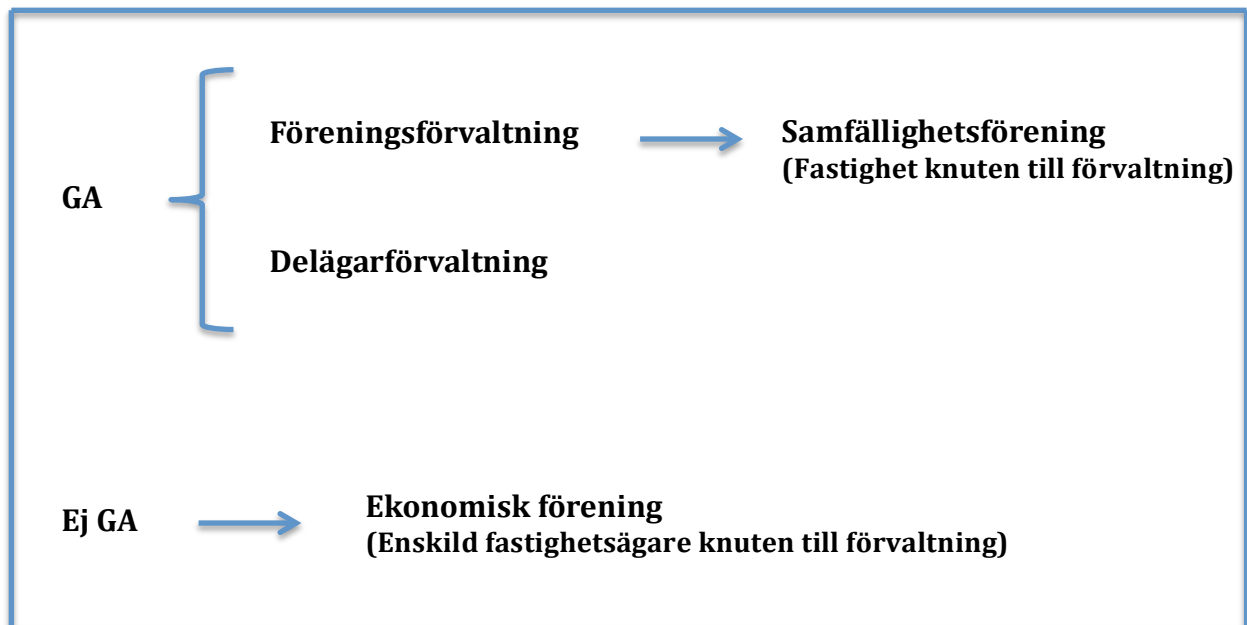 Föreningsförvaltning
Samfällighetsförening
(Fastighet knuten till förvaltning)
GA
Delägarförvaltning
Ej GA
Ekonomisk förening
(Enskild fastighetsägare knuten till förvaltning)